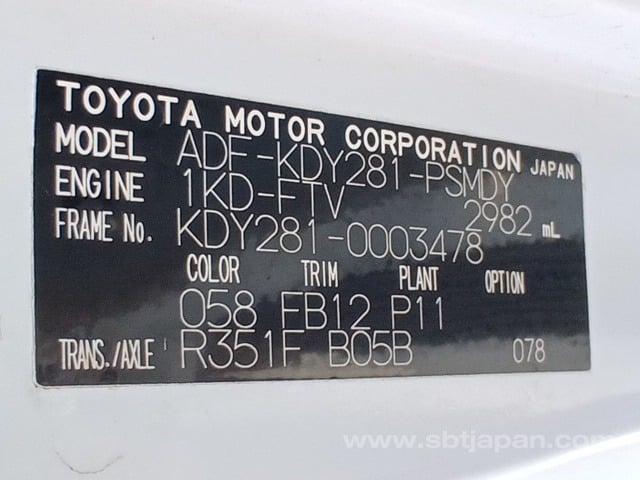 TOYOTA MOTOR CORPORATION JAPAN
MODEL ADF-KDY281-PSMDY
ENGINE 1KD-FTV 2982 mL
FRAME No. KDY281-0003478
COLOR TRIM PLANT OPTION
058 FB12 P11
TRANS./AXLE R351F B05B 078
www.sbtjapan.com